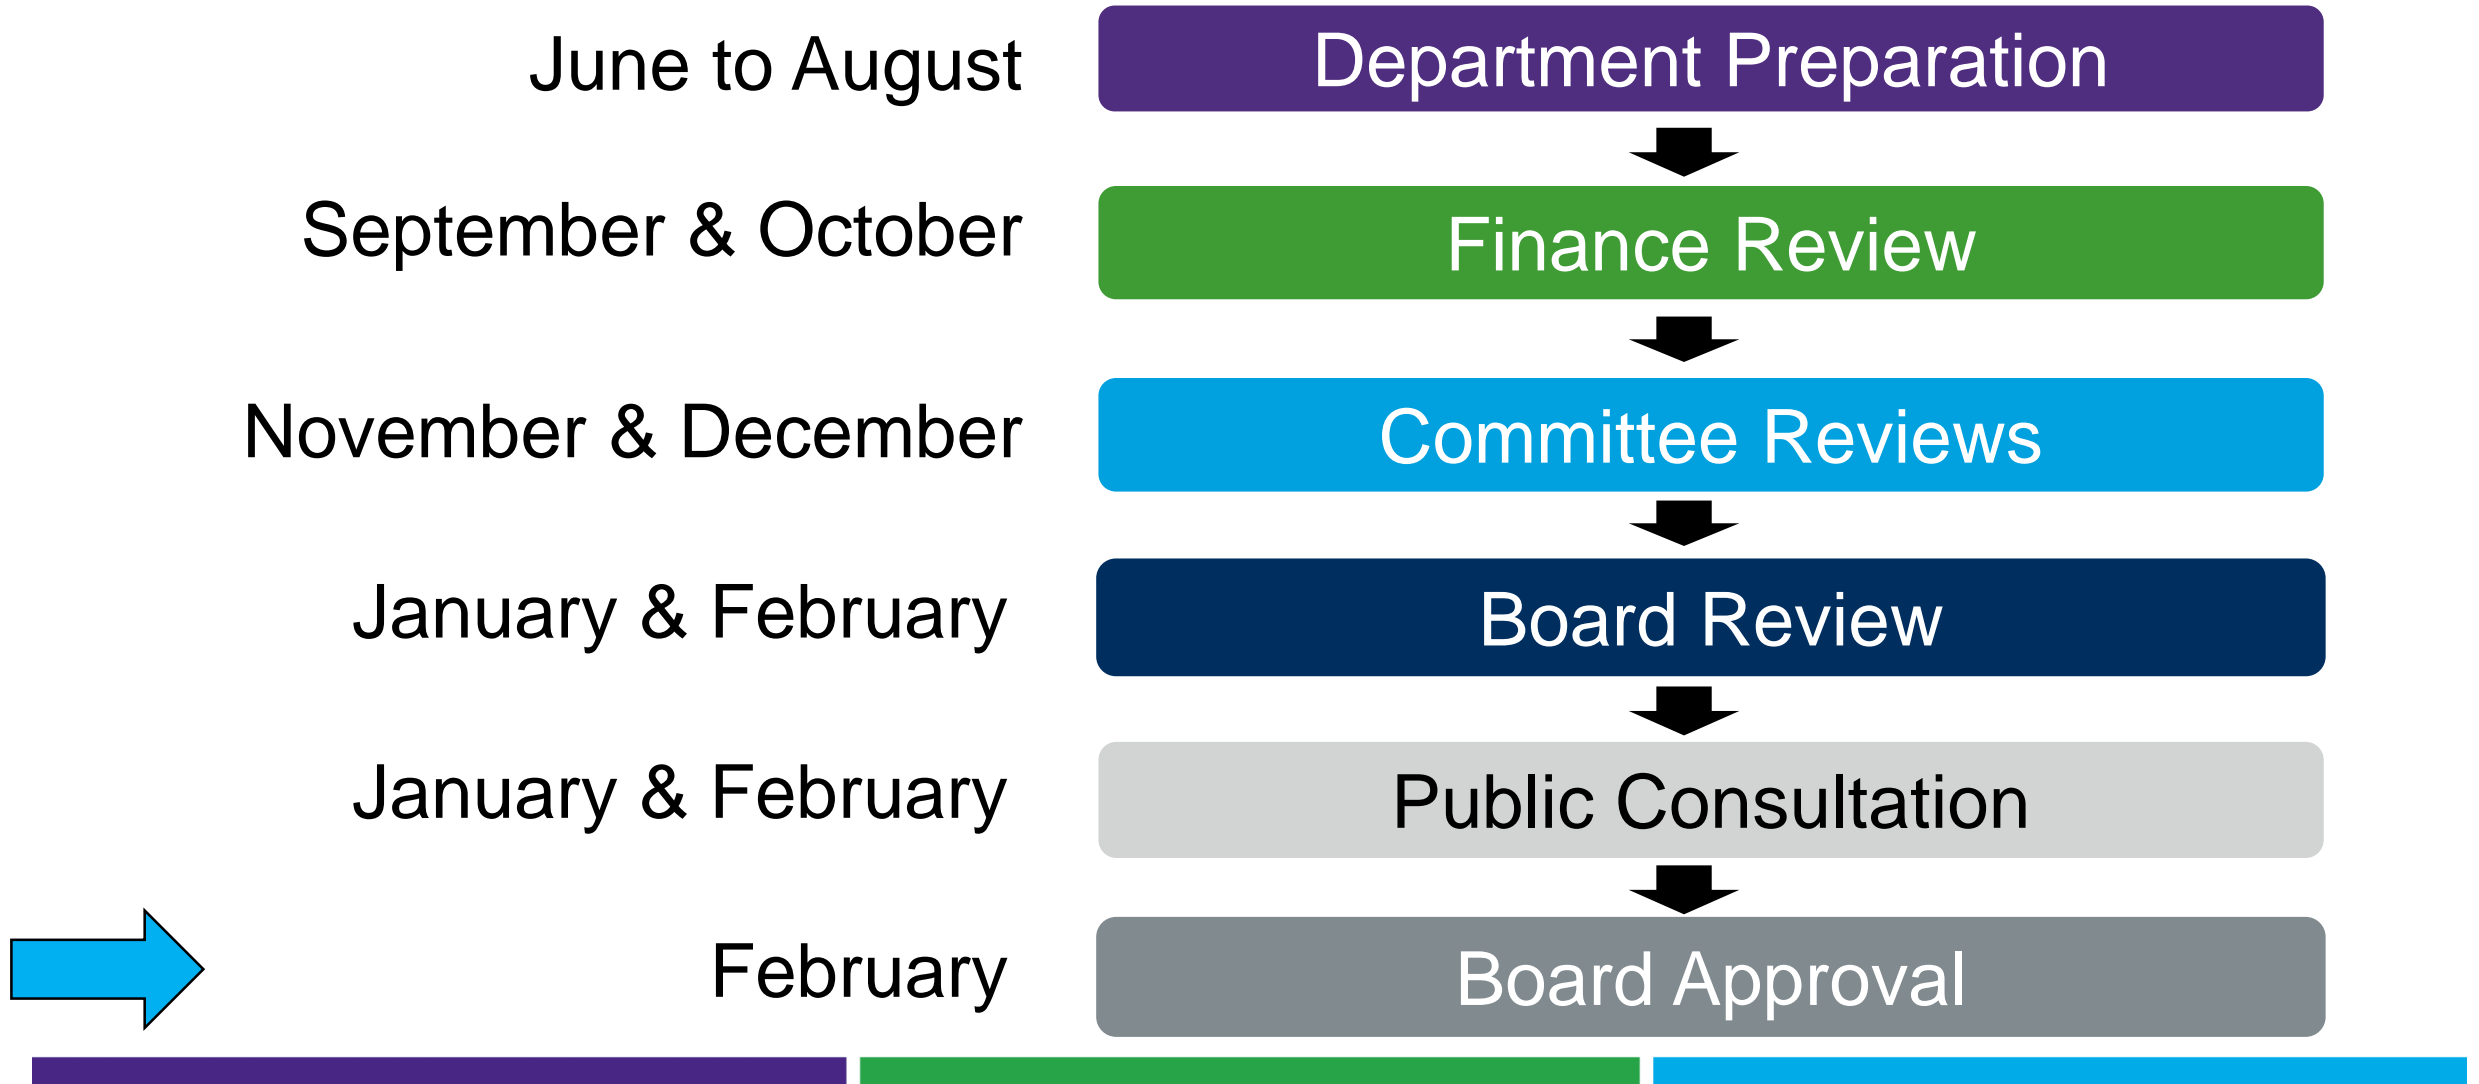 June to August
Department Preparation
September & October
Finance Review
November & December
Committee Reviews
January & February
Board Review
January & February
Public Consultation
February
Board Approval